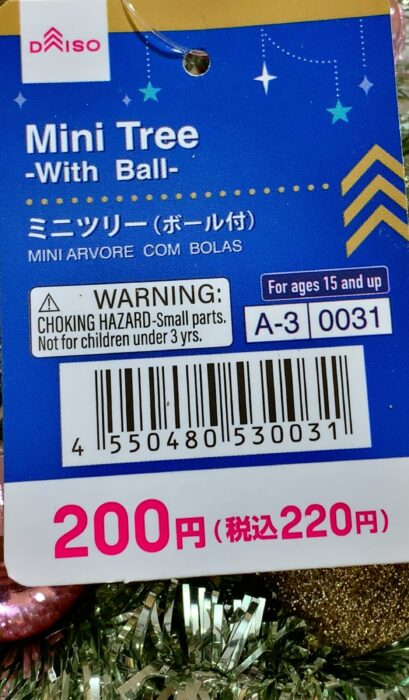 DAISO
Mini Tree
-With Ball-
ミニツリー(ボール付)
MINI ARVORE COM BOLAS
⚠ WARNING:
CHOKING HAZARD-Small parts.
Not for children under 3 yrs.
For ages 15 and up
A-3 0031
4 550480 530031
200円(税込220円)